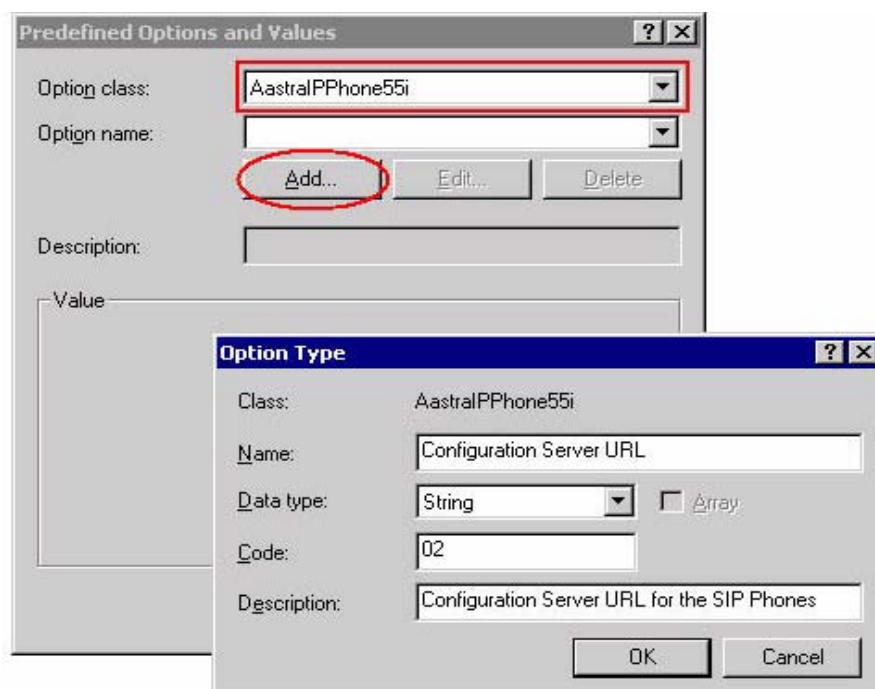 Predefined Options and Values
Option class: AastraIPPhone55i
Option name:
Add... Edit... Delete
Description:
Value
Option Type
Class: AastraIPPhone55i
Name: Configuration Server URL
Data type: String Array
Code: 02
Description: Configuration Server URL for the SIP Phones
OK Cancel